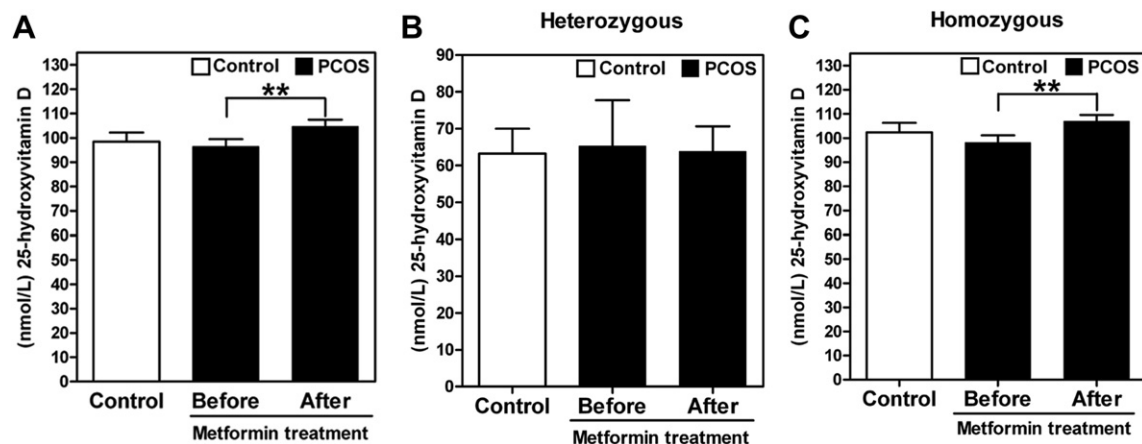 A
(nmol/L) 25-hydroxyvitamin D
Control PCOS
**
130
120
110
100
90
80
70
60
50
40
30
20
10
0
Control Before After
Metformin treatment
B
Heterozygous
(nmol/L) 25-hydroxyvitamin D
Control PCOS
90
80
70
60
50
40
30
20
10
0
Control Before After
Metformin treatment
C
Homozygous
(nmol/L) 25-hydroxyvitamin D
Control PCOS
**
130
120
110
100
90
80
70
60
50
40
30
20
10
0
Control Before After
Metformin treatment